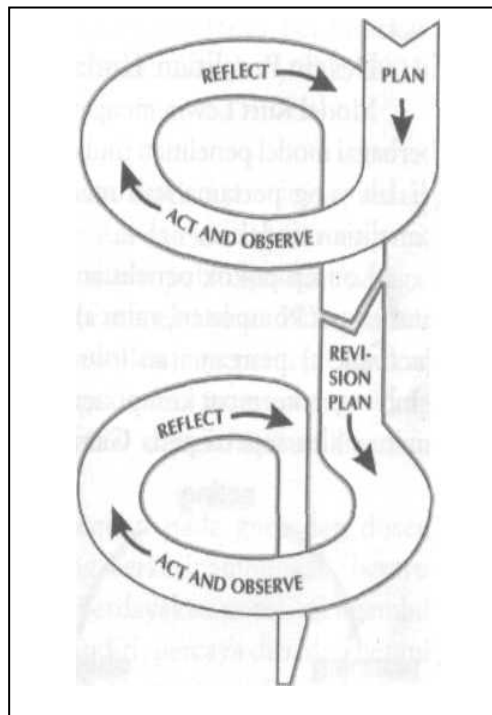 REFLECT
PLAN
ACT AND OBSERVE
REVI-
SION
PLAN
REFLECT
ACT AND OBSERVE